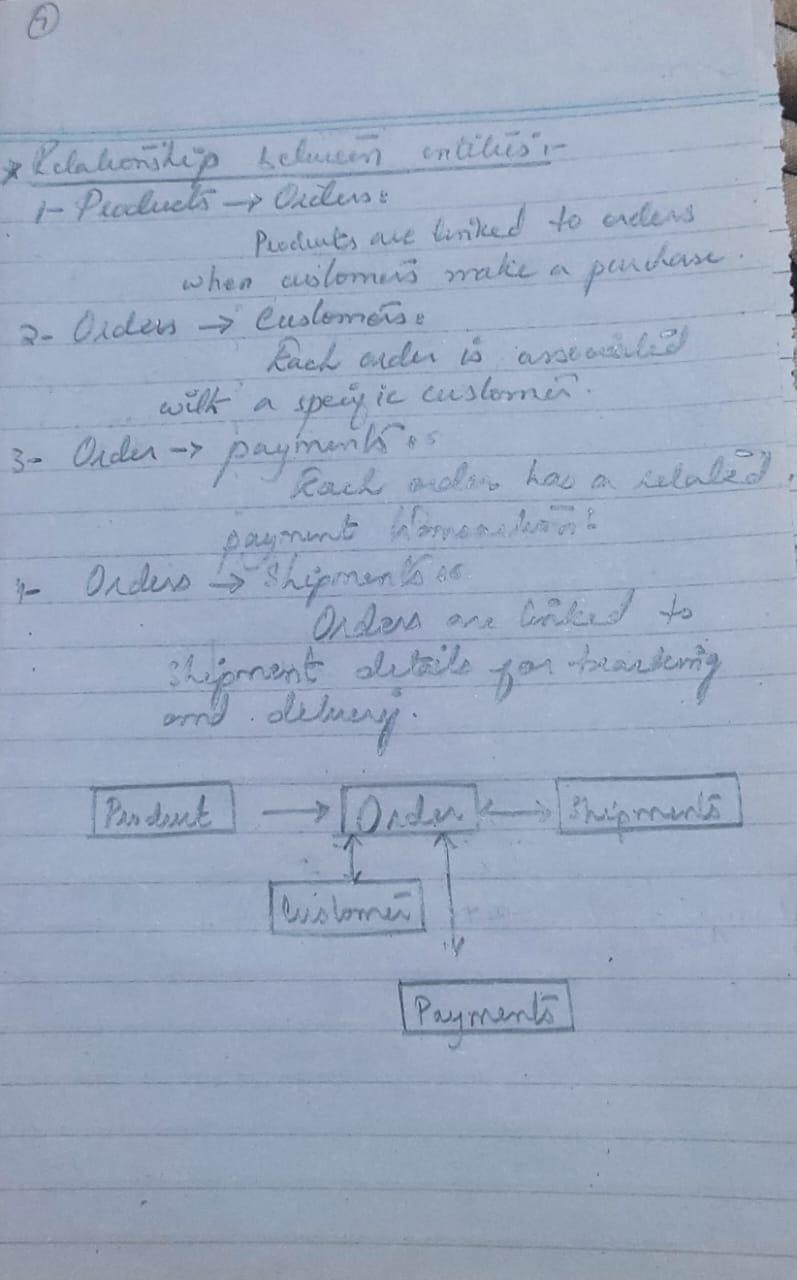 * Relationship between entities:-
1- Products → Orders:
Products are linked to orders
when customers make a purchase.
2- Orders → Customers:
Each order is associated
with a specific customer.
3- Order → payments:
Each order has a related
payment transaction:
4- Orders → Shipments:
Orders are linked to
shipment details for tracking
and delivery.
Product → Order ↔ Shipments
Customer
Payments